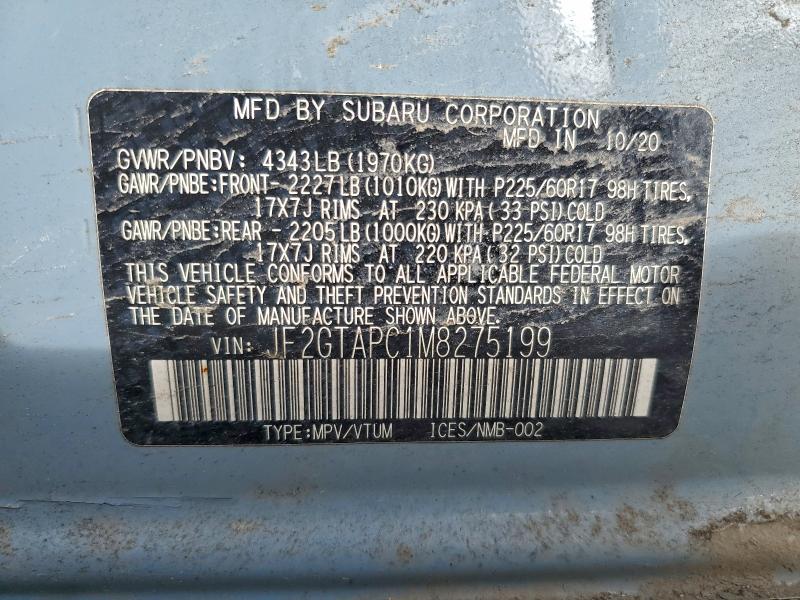 MFD BY SUBARU CORPORATION
MFD IN 10/20
GVWR/PNBV: 4343LB (1970KG)
GAWR/PNBE:FRONT- 2227LB (1010KG) WITH P225/60R17 98H TIRES,
17X7J RIMS AT 230 KPA (33 PSI) COLD
GAWR/PNBE:REAR - 2205LB (1000KG) WITH P225/60R17 98H TIRES,
17X7J RIMS AT 220 KPA (32 PSI) COLD
THIS VEHICLE CONFORMS TO ALL APPLICABLE FEDERAL MOTOR
VEHICLE SAFETY AND THEFT PREVENTION STANDARDS IN EFFECT ON
THE DATE OF MANUFACTURE SHOWN ABOVE.
VIN: JF2GTAPC1M8275199
TYPE:MPV/VTUM ICES/NMB-002